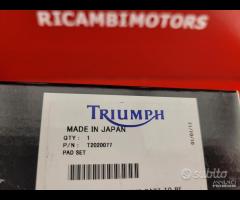 RICAMBIMOTORS
TRIUMPH
MADE IN JAPAN
QTY : 1
P/N : T2020077
PAD SET
subito